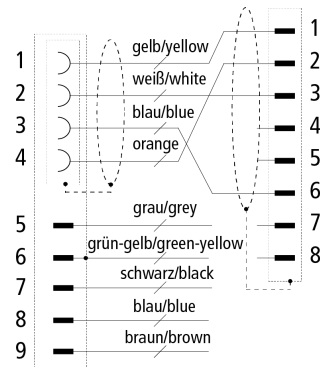 1 gelb/yellow 1
2 weiß/white 2
3 blau/blue 3
4 orange 4
5
6
5 grau/grey 7
6 grün-gelb/green-yellow 8
7 schwarz/black
8 blau/blue
9 braun/brown